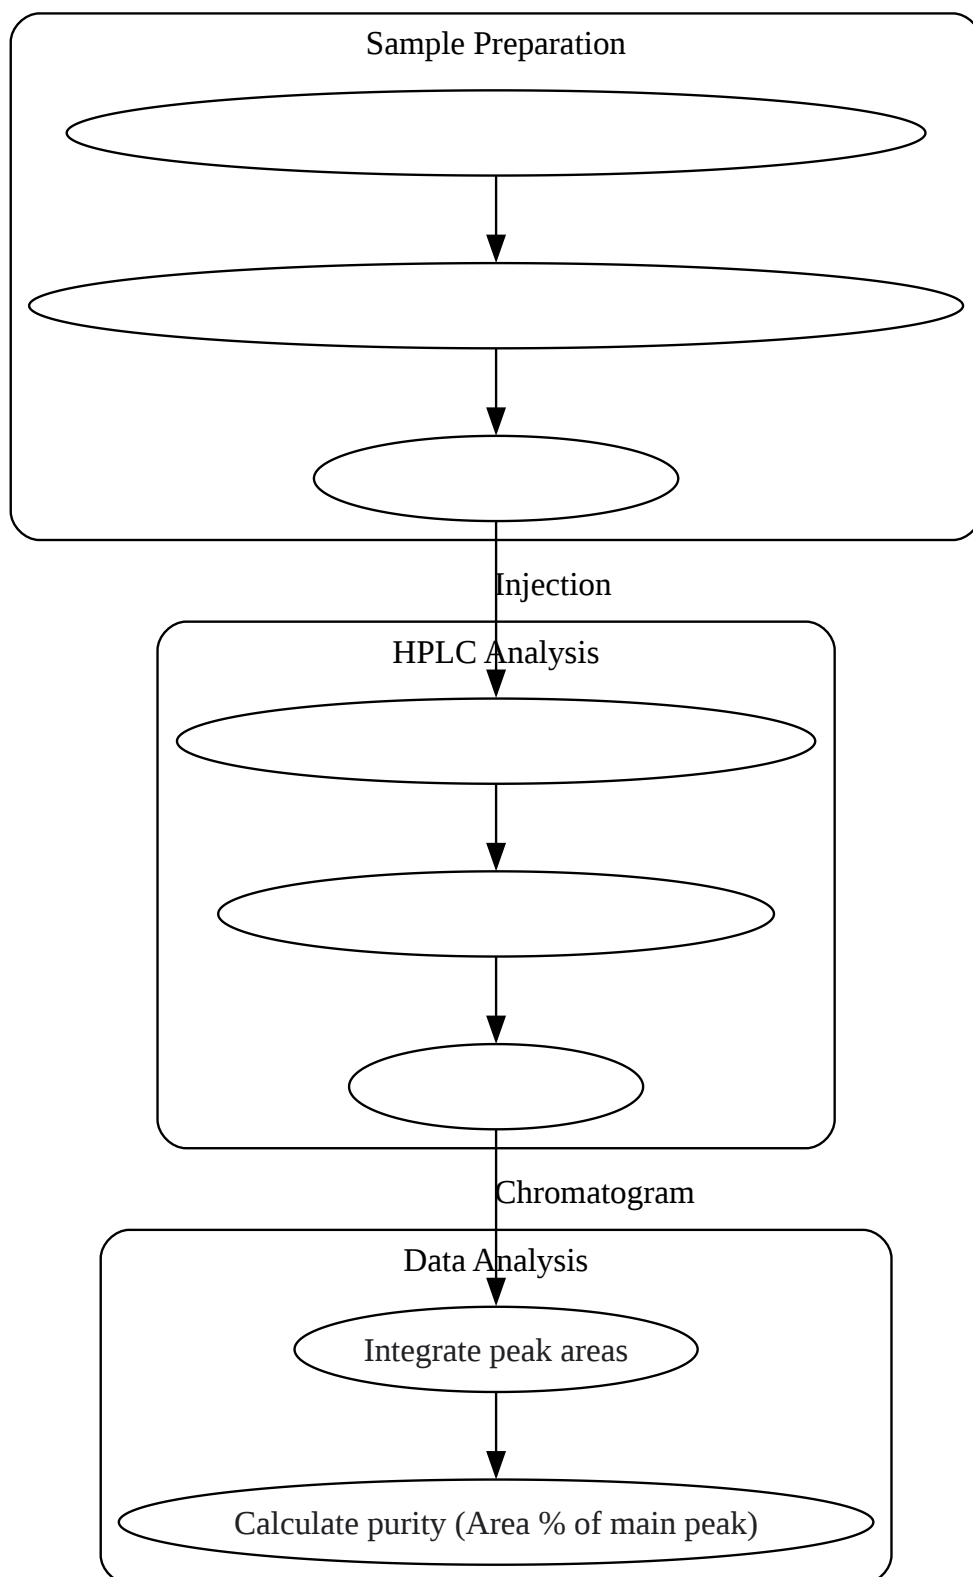 Sample Preparation
Injection
HPLC Analysis
Chromatogram
Data Analysis
Integrate peak areas
Calculate purity (Area % of main peak)